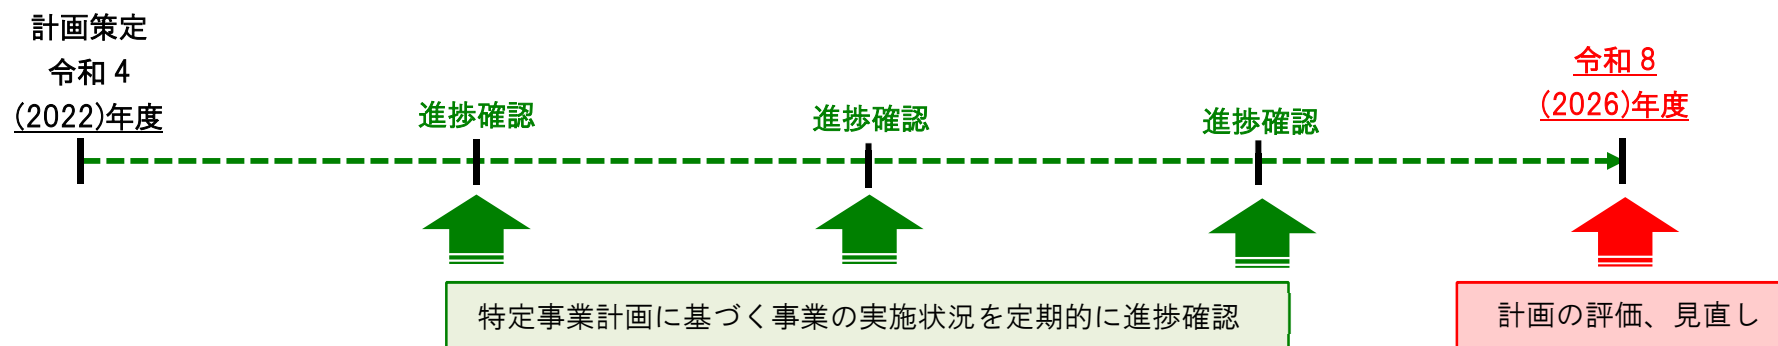 計画策定
令和４
(2022)年度
進捗確認
進捗確認
進捗確認
令和８
(2026)年度
特定事業計画に基づく事業の実施状況を定期的に進捗確認
計画の評価、見直し